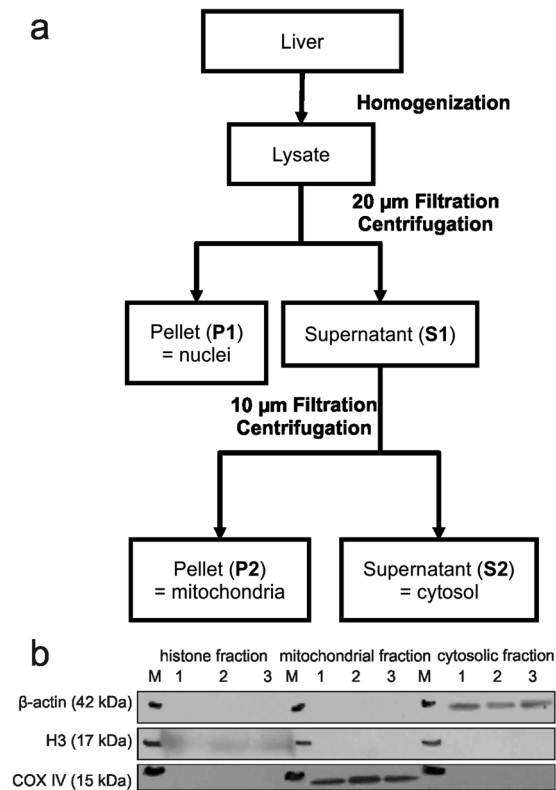 a
Liver
Homogenization
Lysate
20 µm Filtration
Centrifugation
Pellet (P1)
= nuclei
Supernatant (S1)
10 µm Filtration
Centrifugation
Pellet (P2)
= mitochondria
Supernatant (S2)
= cytosol
b
histone fraction mitochondrial fraction cytosolic fraction
M 1 2 3 M 1 2 3 M 1 2 3
β-actin (42 kDa)
H3 (17 kDa)
COX IV (15 kDa)